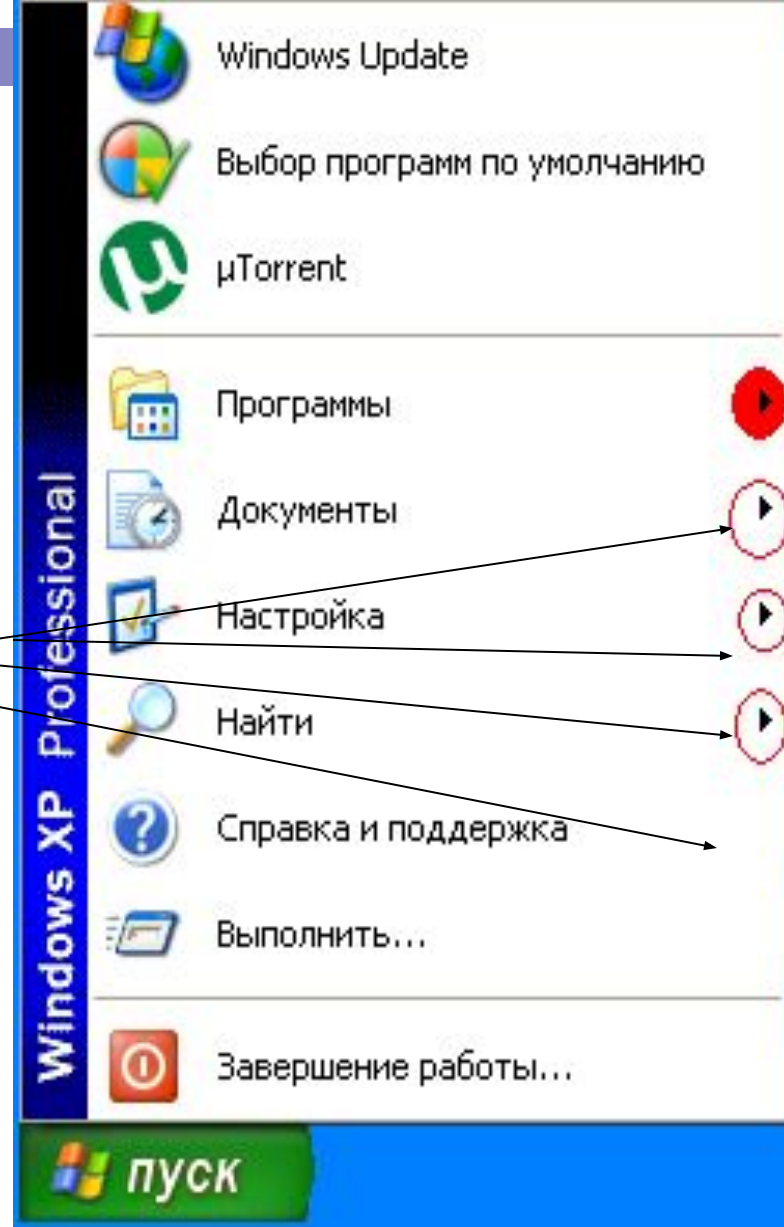 Windows Update
Выбор программ по умолчанию
µTorrent
Программы
Документы
Настройка
Найти
Справка и поддержка
Выполнить...
Завершение работы...
Windows XP Professional
пуск